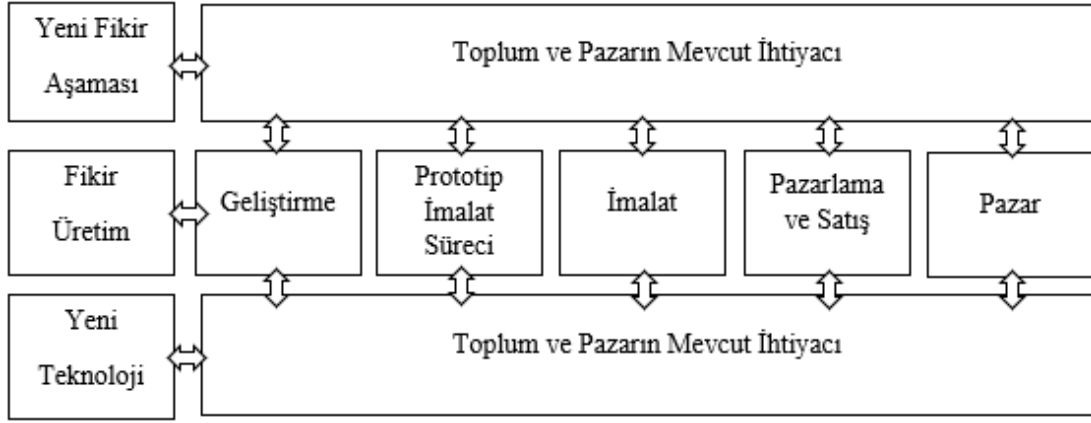 Yeni Fikir
Aşaması
Toplum ve Pazarın Mevcut İhtiyacı
Fikir
Üretim
Geliştirme
Prototip
İmalat
Süreci
İmalat
Pazarlama
ve Satış
Pazar
Yeni
Teknoloji
Toplum ve Pazarın Mevcut İhtiyacı